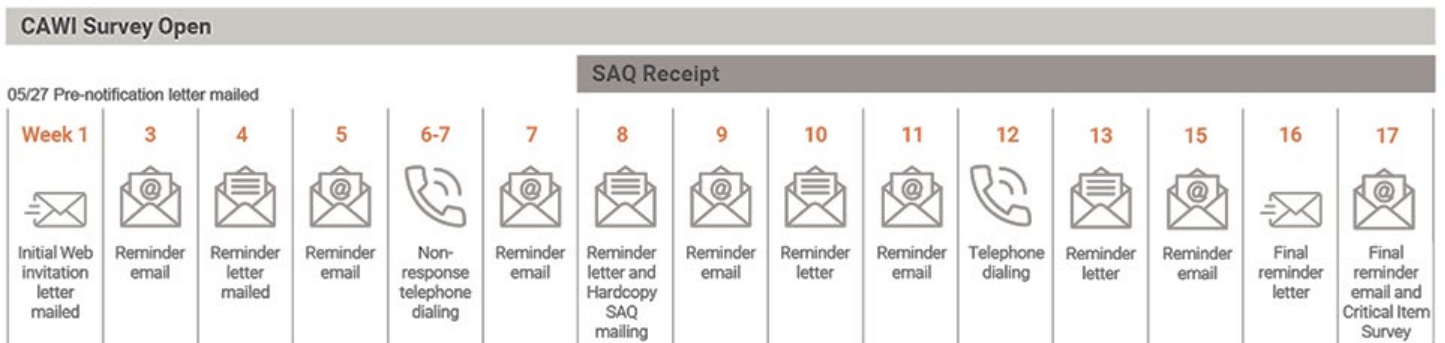 CAWI Survey Open
SAQ Receipt
05/27 Pre-notification letter mailed
Week 1
3
4
5
6-7
7
8
9
10
11
12
13
15
16
17
Initial Web
invitation
letter
mailed
Reminder
email
Reminder
letter
mailed
Reminder
email
Non-
response
telephone
dialing
Reminder
email
Reminder
letter and
Hardcopy
SAQ
mailing
Reminder
email
Reminder
letter
Reminder
email
Telephone
dialing
Reminder
letter
Reminder
email
Final
reminder
letter
Final
reminder
email and
Critical Item
Survey